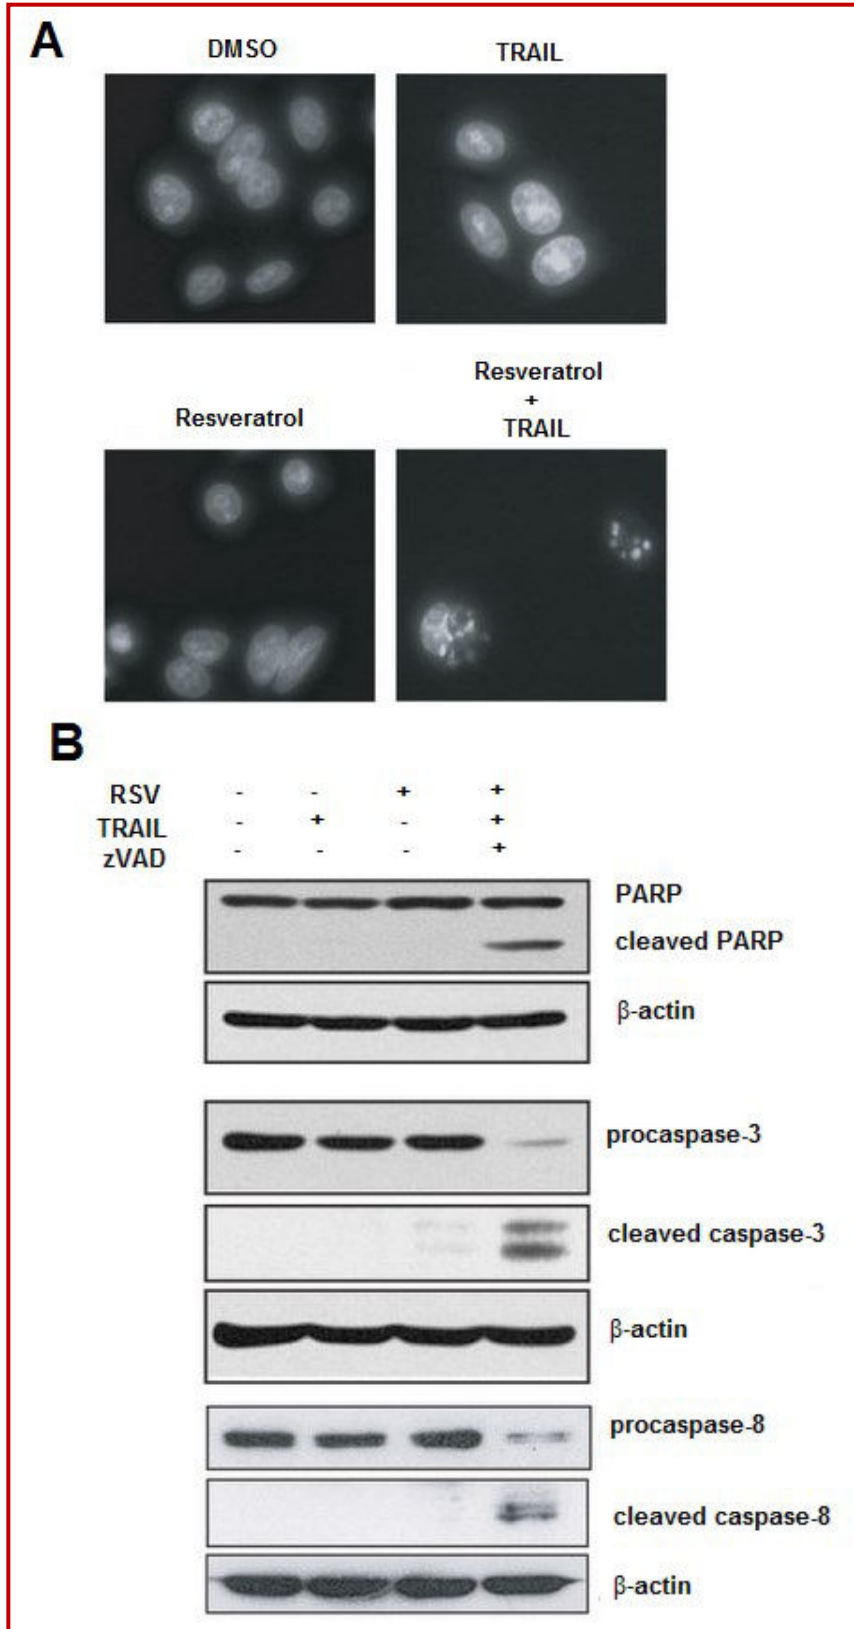 A
DMSO
TRAIL
Resveratrol
Resveratrol
+
TRAIL
B
RSV - - + +
TRAIL - + - +
zVAD - - - +
PARP
cleaved PARP
β-actin
procaspase-3
cleaved caspase-3
β-actin
procaspase-8
cleaved caspase-8
β-actin